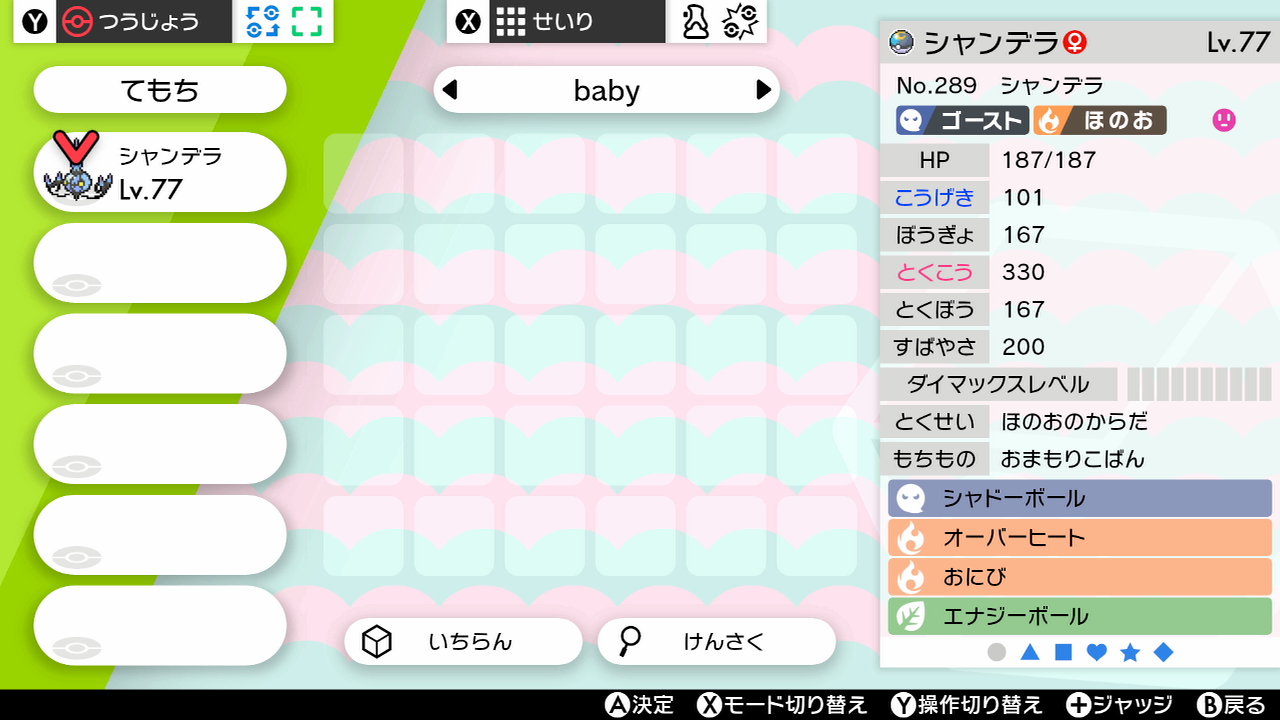 Y つうじょう
X せいり
てもち
baby
シャンデラ
Lv.77
シャンデラ♀ Lv.77
No.289 シャンデラ
ゴースト ほのお
HP 187/187
こうげき 101
ぼうぎょ 167
とくこう 330
とくぼう 167
すばやさ 200
ダイマックスレベル
とくせい ほのおのからだ
もちもの おまもりこばん
シャドーボール
オーバーヒート
おにび
エナジーボール
いちらん けんさく
A決定 Xモード切り替え Y操作切り替え +ジャッジ B戻る